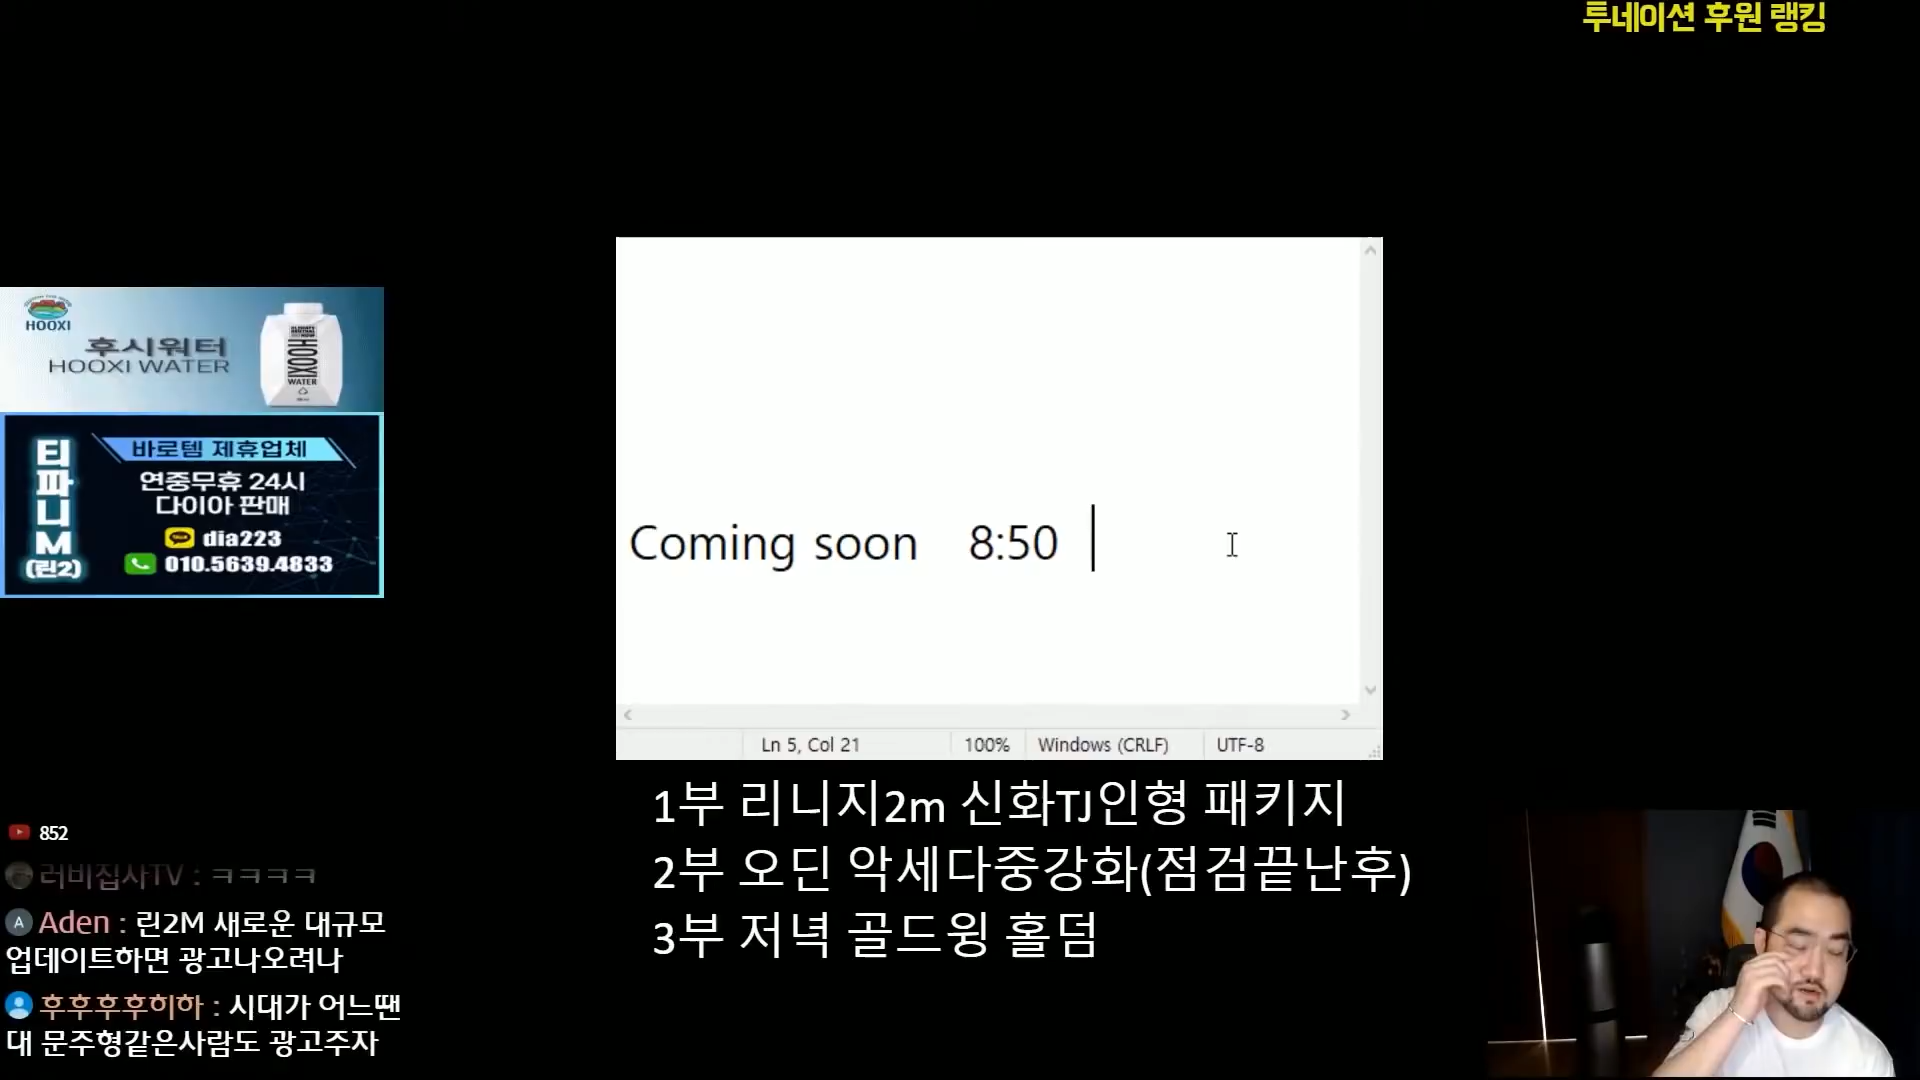 투네이션 후원 랭킹
HOOXI
후시워터
HOOXI WATER
HOOXI
WATER
티파니M
(린2)
바로템 제휴업체
연중무휴 24시
다이아 판매
dia223
010.5639.4833
Coming soon 8:50
Ln 5, Col 21
100%
Windows (CRLF)
UTF-8
1부 리니지2m 신화TJ인형 패키지
2부 오딘 악세다중강화(점검끝난후)
3부 저녁 골드윙 홀덤
852
러비집사TV : ㅋㅋㅋㅋ
A Aden : 린2M 새로운 대규모
업데이트하면 광고나오려나
후후후후히하 : 시대가 어느땐
대 문주형같은사람도 광고주자